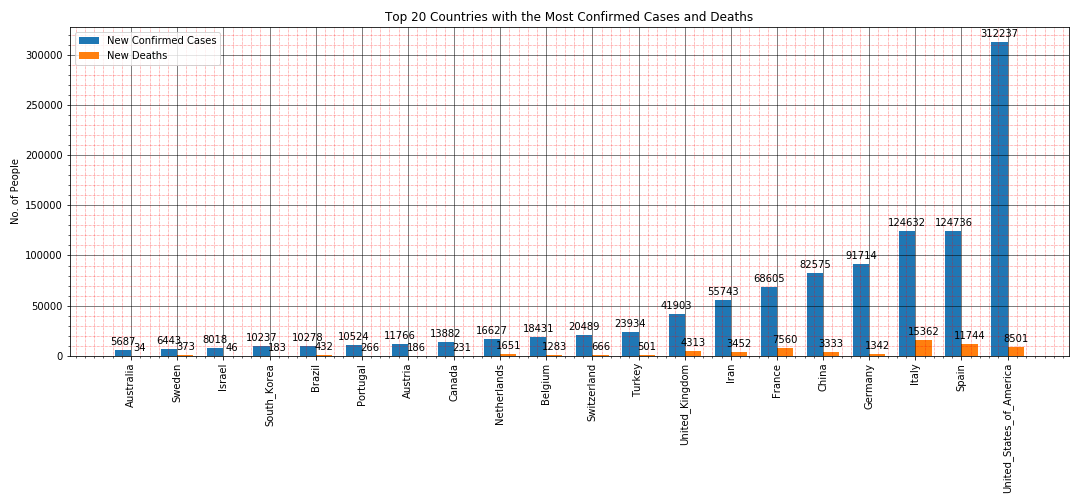 Top 20 Countries with the Most Confirmed Cases and Deaths
New Confirmed Cases
New Deaths
No. of People
300000
250000
200000
150000
100000
50000
0
5687 34
6443 373
8018 46
10237 183
10278 432
10524 266
11766 186
13882 231
16627 1651
18431 1283
20489 666
23934 501
41903 4313
55743 3452
68605 7560
82575 3333
91714 1342
124632 15362
124736 11744
312237 8501
Australia
Sweden
Israel
South_Korea
Brazil
Portugal
Austria
Canada
Netherlands
Belgium
Switzerland
Turkey
United_Kingdom
Iran
France
China
Germany
Italy
Spain
United_States_of_America